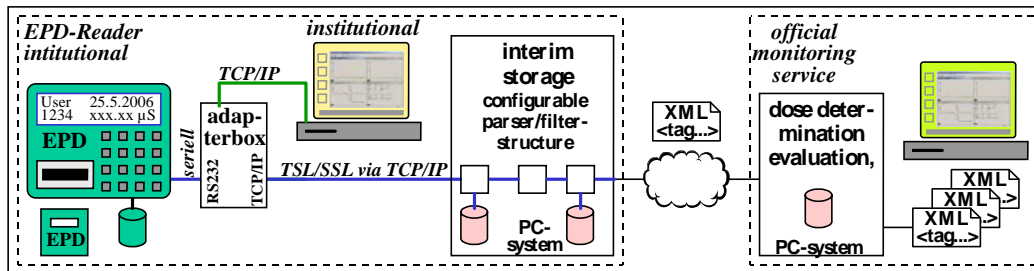 EPD-Reader
intitutional
User 25.5.2006
1234 xxx.xx µS
EPD
EPD
seriell
adap-
terbox
RS232
TCP/IP
TCP/IP
institutional
TSL/SSL via TCP/IP
interim
storage
configurable
parser/filter-
structure
PC-
system
XML
<tag...>
official
monitoring
service
dose deter-
mination
evaluation,
PC-system
XML
...>
XML
...>
XML
<tag...>